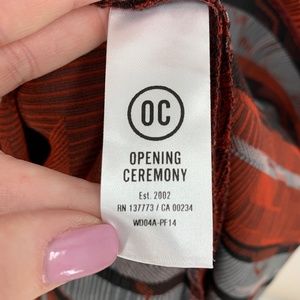 OC
OPENING
CEREMONY
Est. 2002
RN 137773 / CA 00234
WD04A-PF14